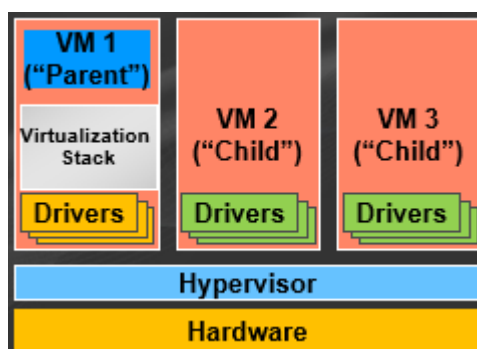 VM 1
(“Parent”)
Virtualization
Stack
Drivers
VM 2
(“Child”)
Drivers
VM 3
(“Child”)
Drivers
Hypervisor
Hardware